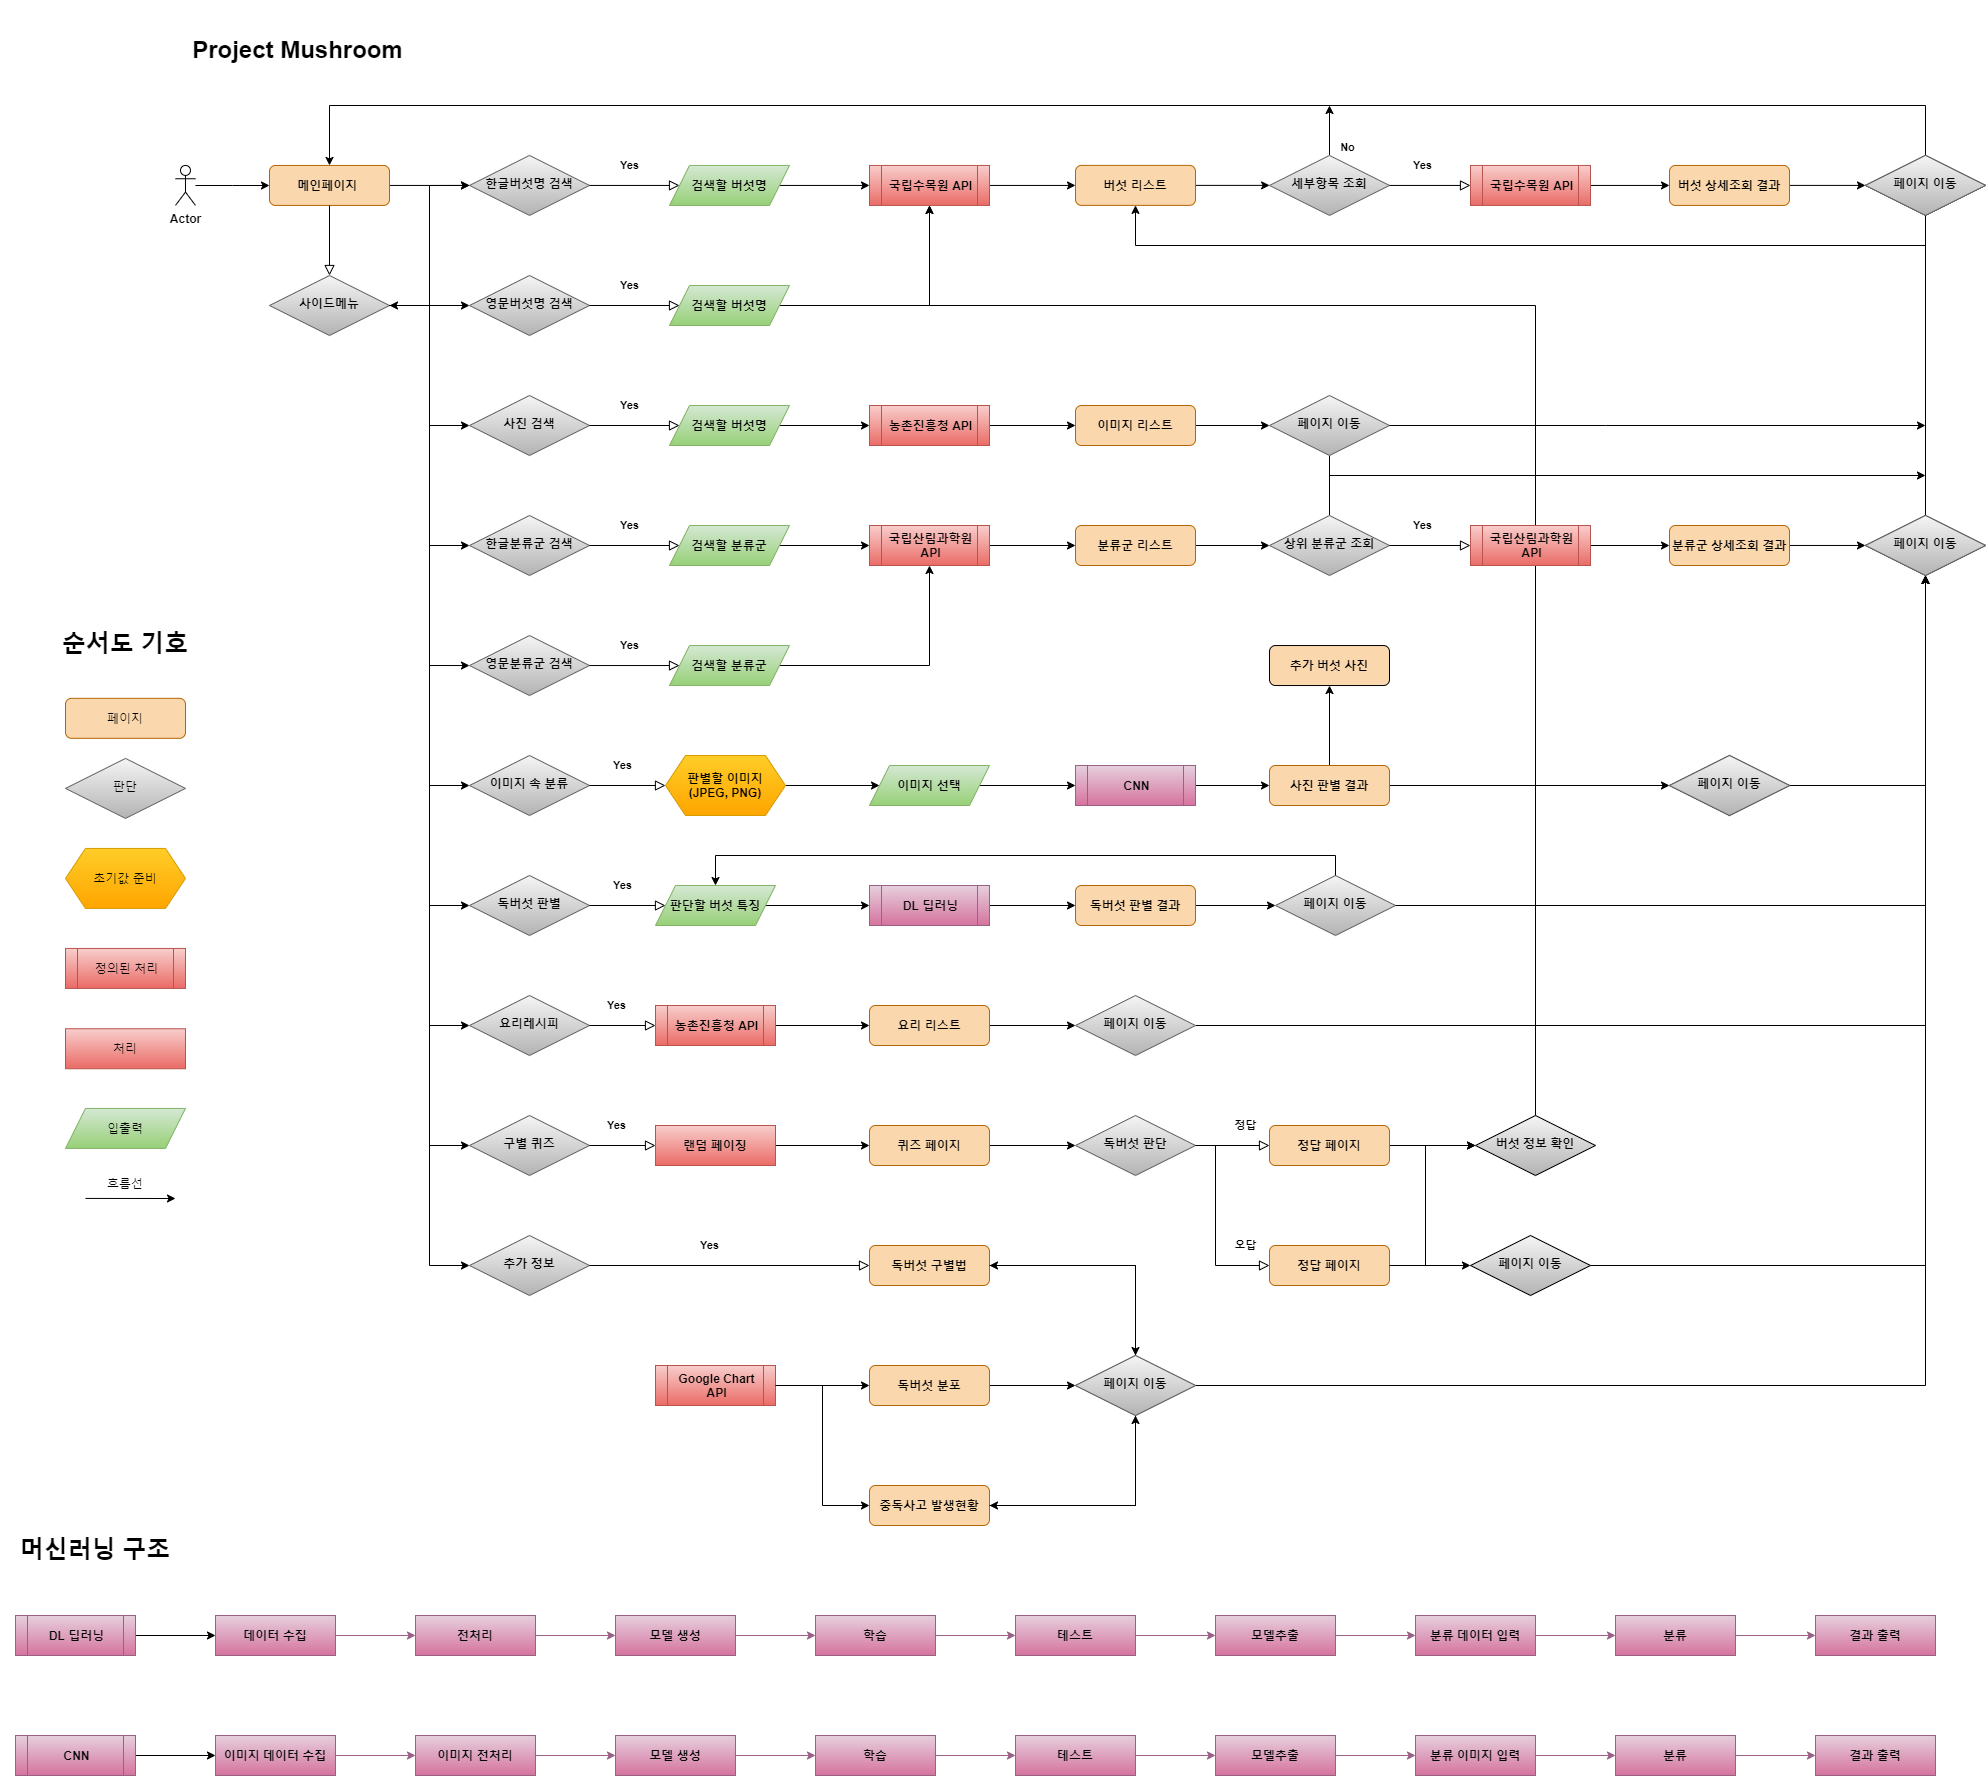 Project Mushroom
No
Yes
Yes
Actor
메인페이지
한글버섯명 검색
검색할 버섯명
국립수목원 API
버섯 리스트
세부항목 조회
국립수목원 API
버섯 상세조회 결과
페이지 이동
Yes
사이드메뉴
영문버섯명 검색
검색할 버섯명
Yes
사진 검색
검색할 버섯명
농촌진흥청 API
이미지 리스트
페이지 이동
Yes
Yes
한글분류군 검색
검색할 분류군
국립산림과학원
API
분류군 리스트
상위 분류군 조회
국립산림과학원
API
분류군 상세조회 결과
페이지 이동
Yes
영문분류군 검색
검색할 분류군
추가 버섯 사진
Yes
이미지 속 분류
판별할 이미지
(JPEG, PNG)
이미지 선택
CNN
사진 판별 결과
페이지 이동
Yes
독버섯 판별
판단할 버섯 특징
DL 딥러닝
독버섯 판별 결과
페이지 이동
Yes
요리레시피
농촌진흥청 API
요리 리스트
페이지 이동
Yes
정답
구별 퀴즈
랜덤 페이징
퀴즈 페이지
독버섯 판단
정답 페이지
버섯 정보 확인
Yes
오답
추가 정보
독버섯 구별법
정답 페이지
페이지 이동
Google Chart
API
독버섯 분포
페이지 이동
중독사고 발생현황
순서도 기호
페이지
판단
초기값 준비
정의된 처리
처리
입출력
흐름선
머신러닝 구조
DL 딥러닝
데이터 수집
전처리
모델 생성
학습
테스트
모델추출
분류 데이터 입력
분류
결과 출력
CNN
이미지 데이터 수집
이미지 전처리
모델 생성
학습
테스트
모델추출
분류 이미지 입력
분류
결과 출력